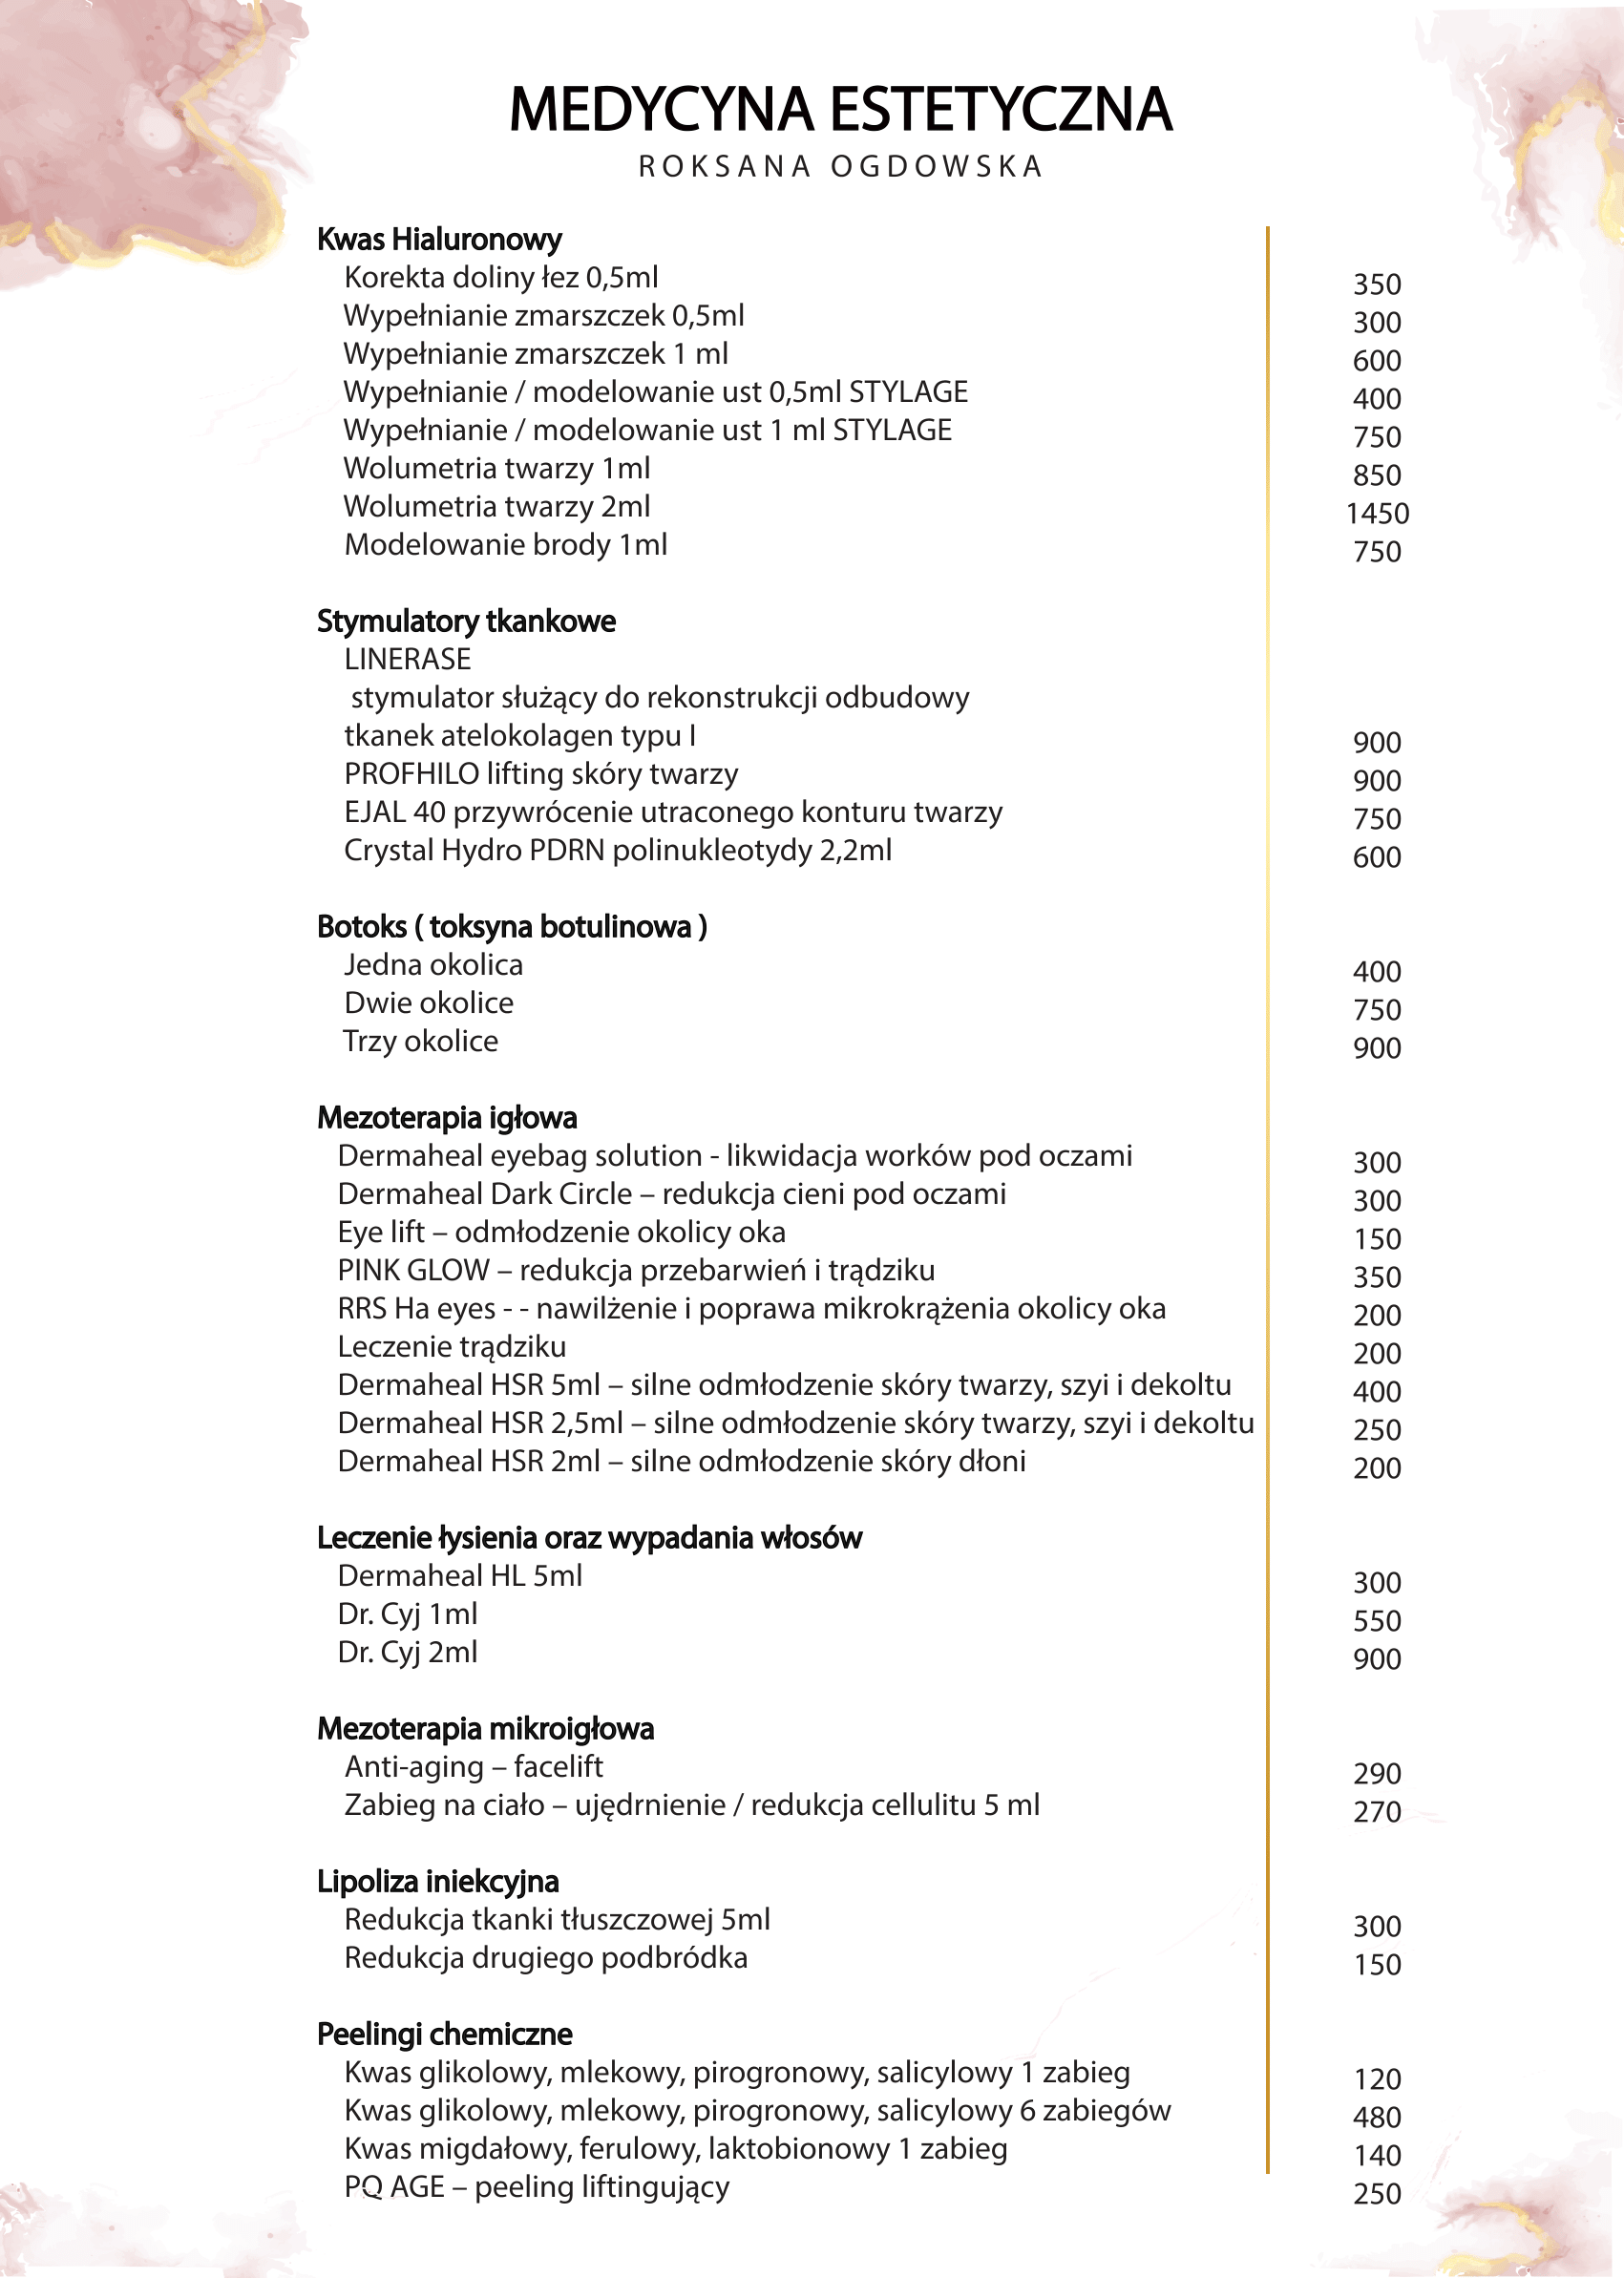 MEDYCYNA ESTETYCZNA
ROKSANA OGDOWSKA
Kwas Hialuronowy
Korekta doliny łez 0,5ml 350
Wypełnianie zmarszczek 0,5ml 300
Wypełnianie zmarszczek 1 ml 600
Wypełnianie / modelowanie ust 0,5ml STYLAGE 400
Wypełnianie / modelowanie ust 1 ml STYLAGE 750
Wolumetria twarzy 1ml 850
Wolumetria twarzy 2ml 1450
Modelowanie brody 1ml 750
Stymulatory tkankowe
LINERASE
stymulator służący do rekonstrukcji odbudowy
tkanek atelokolagen typu I 900
PROFHILO lifting skóry twarzy 900
EJAL 40 przywrócenie utraconego konturu twarzy 750
Crystal Hydro PDRN polinukleotydy 2,2ml 600
Botoks ( toksyna botulinowa )
Jedna okolica 400
Dwie okolice 750
Trzy okolice 900
Mezoterapia igłowa
Dermaheal eyebag solution - likwidacja worków pod oczami 300
Dermaheal Dark Circle – redukcja cieni pod oczami 300
Eye lift – odmłodzenie okolicy oka 150
PINK GLOW – redukcja przebarwień i trądziku 350
RRS Ha eyes - - nawilżenie i poprawa mikrokrążenia okolicy oka 200
Leczenie trądziku 200
Dermaheal HSR 5ml – silne odmłodzenie skóry twarzy, szyi i dekoltu 400
Dermaheal HSR 2,5ml – silne odmłodzenie skóry twarzy, szyi i dekoltu 250
Dermaheal HSR 2ml – silne odmłodzenie skóry dłoni 200
Leczenie łysienia oraz wypadania włosów
Dermaheal HL 5ml 300
Dr. Cyj 1ml 550
Dr. Cyj 2ml 900
Mezoterapia mikroigłowa
Anti-aging – facelift 290
Zabieg na ciało – ujędrnienie / redukcja cellulitu 5 ml 270
Lipoliza iniekcyjna
Redukcja tkanki tłuszczowej 5ml 300
Redukcja drugiego podbródka 150
Peelingi chemiczne
Kwas glikolowy, mlekowy, pirogronowy, salicylowy 1 zabieg 120
Kwas glikolowy, mlekowy, pirogronowy, salicylowy 6 zabiegów 480
Kwas migdałowy, ferulowy, laktobionowy 1 zabieg 140
PQ AGE – peeling liftingujący 250